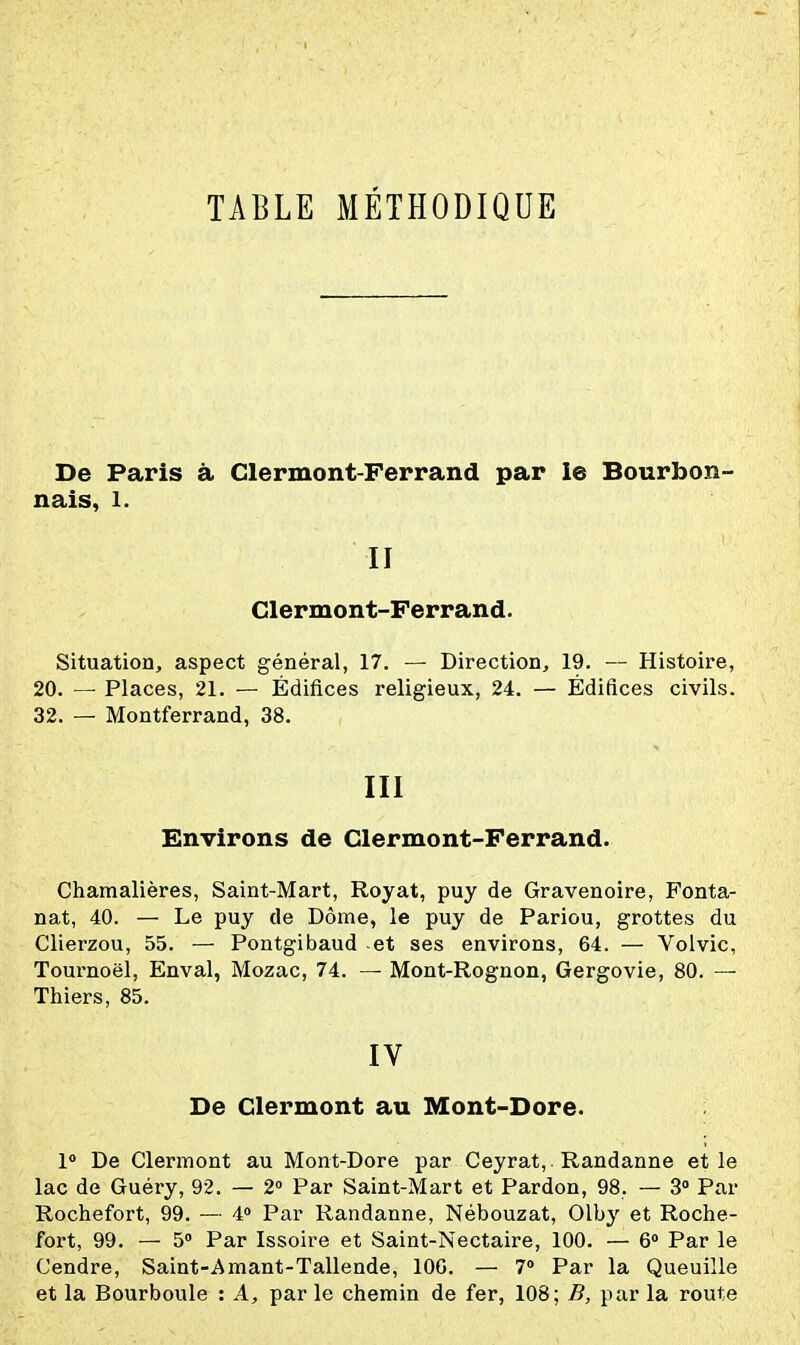 TABLE MÉTHODIQUE
De Paris à Clermont-Ferrand par le Bourbon-
nais, 1.
II
Clermont-Ferrand.
Situation, aspect général, 17. — Direction, 19. — Histoire,
20. — Places, 21. — Édifices religieux, 24. — Édifices civils.
32. — Montferrand, 38.
III
Environs de Clermont-Ferrand.
Chamalières, Saint-Mart, Royat, puy de Gravenoire, Fonta-
nat, 40. — Le puy de Dôme, le puy de Pariou, grottes du
Clierzou, 55. — Pontgibaud et ses environs, 64. — Volvic,
Tournoël, Enval, Mozac, 74. — Mont-Rognon, Gergovie, 80. —
Thiers, 85.
IV
De Clermont au Mont-Dore.
1º De Clermont au Mont-Dore par Ceyrat, Randanne et le
lac de Guéry, 92. — 2º Par Saint-Mart et Pardon, 98. — 3º Par
Rochefort, 99. — 4º Par Randanne, Nébouzat, Olby et Roche-
fort, 99. — 5º Par Issoire et Saint-Nectaire, 100. — 6º Par le
Cendre, Saint-Amant-Tallende, 106. — 7º Par la Queuille
et la Bourboule : A, par le chemin de fer, 108; B, par la route